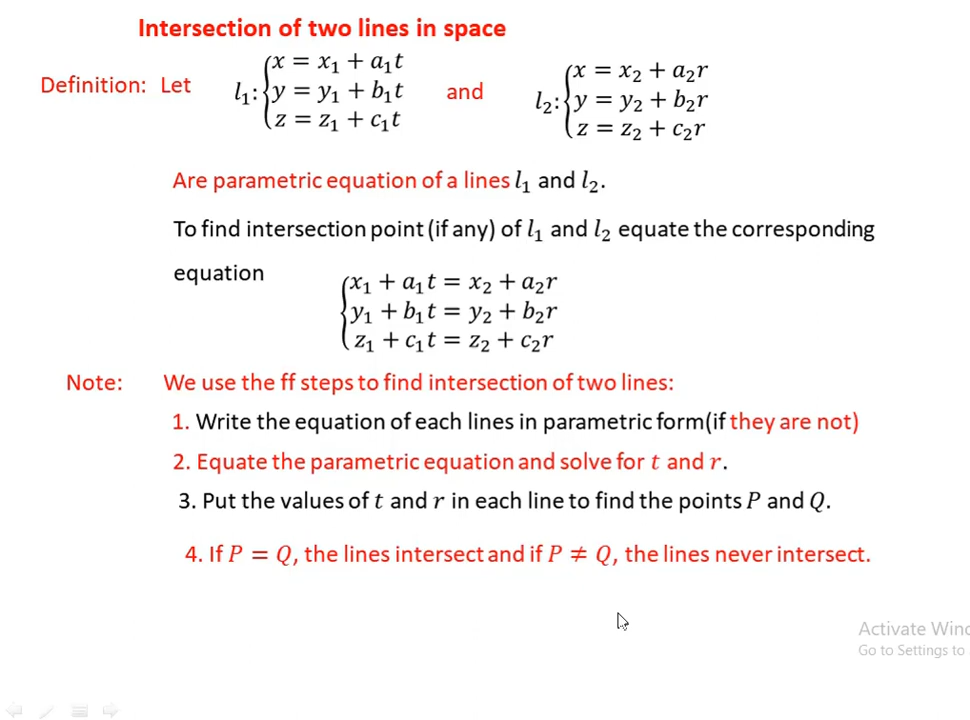 Intersection of two lines in space
Definition: Let l₁: {x = x₁ + a₁t and l₂: {x = x₂ + a₂r
y = y₁ + b₁t y = y₂ + b₂r
z = z₁ + c₁t z = z₂ + c₂r
Are parametric equation of a lines l₁ and l₂.
To find intersection point (if any) of l₁ and l₂ equate the corresponding
equation
{x₁ + a₁t = x₂ + a₂r
y₁ + b₁t = y₂ + b₂r
z₁ + c₁t = z₂ + c₂r
Note: We use the ff steps to find intersection of two lines:
1. Write the equation of each lines in parametric form(if they are not)
2. Equate the parametric equation and solve for t and r.
3. Put the values of t and r in each line to find the points P and Q.
4. If P = Q, the lines intersect and if P ≠ Q, the lines never intersect.
Activate Wind
Go to Settings to